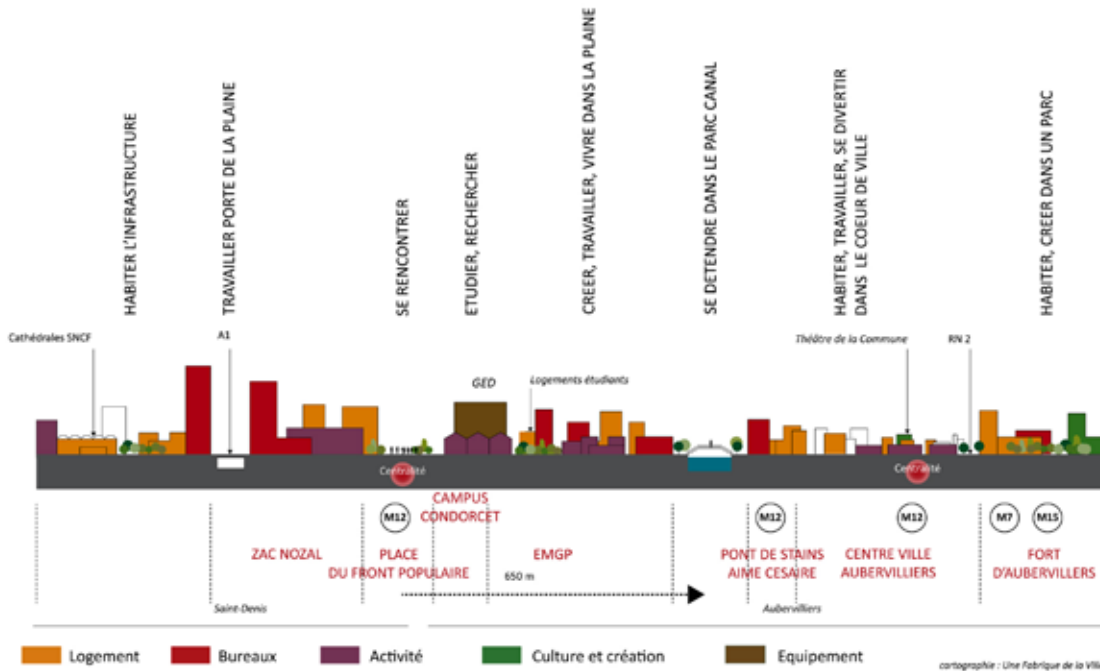 HABITER L'INFRASTRUCTURE
TRAVAILLER PORTE DE LA PLAINE
SE RENCONTRER
ETUDIER, RECHERCHER
CREER, TRAVAILLER, VIVRE DANS LA PLAINE
SE DETENDRE DANS LE PARC CANAL
HABITER, TRAVAILLER, SE DIVERTIR
DANS LE COEUR DE VILLE
HABITER, CREER DANS UN PARC
Cathédrales SNCF
A1
GED
Logements étudiants
Théâtre de la Commune
RN 2
Centralité
Centralité
M12
M12
M12
M7
M15
ZAC NOZAL
PLACE
DU FRONT POPULAIRE
CAMPUS
CONDORCET
EMGP
PONT DE STAINS
AIME CESAIRE
CENTRE VILLE
AUBERVILLIERS
FORT
D'AUBERVILLERS
650 m
Saint-Denis
Aubervilliers
Logement
Bureaux
Activité
Culture et création
Equipement
cartographie : Une Fabrique de la Ville